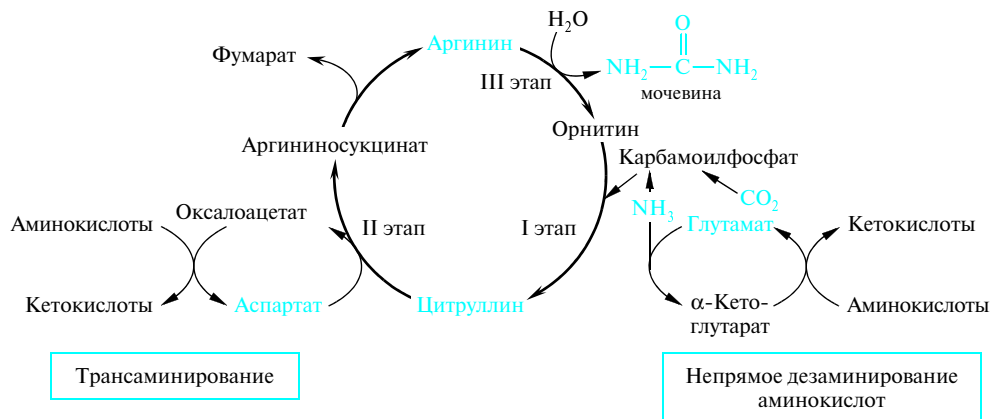 H₂O
O
Аргинин
Фумарат
NH₂—C—NH₂
III этап
мочевина
Орнитин
Аргининосукцинат
Карбамоилфосфат
CO₂
NH₃
Оксалоацетат
Аминокислоты
II этап
I этап
Глутамат
Кетокислоты
Кетокислоты
Аспартат
Цитруллин
α-Кето-
глутарат
Аминокислоты
Трансаминирование
Непрямое дезаминирование
аминокислот